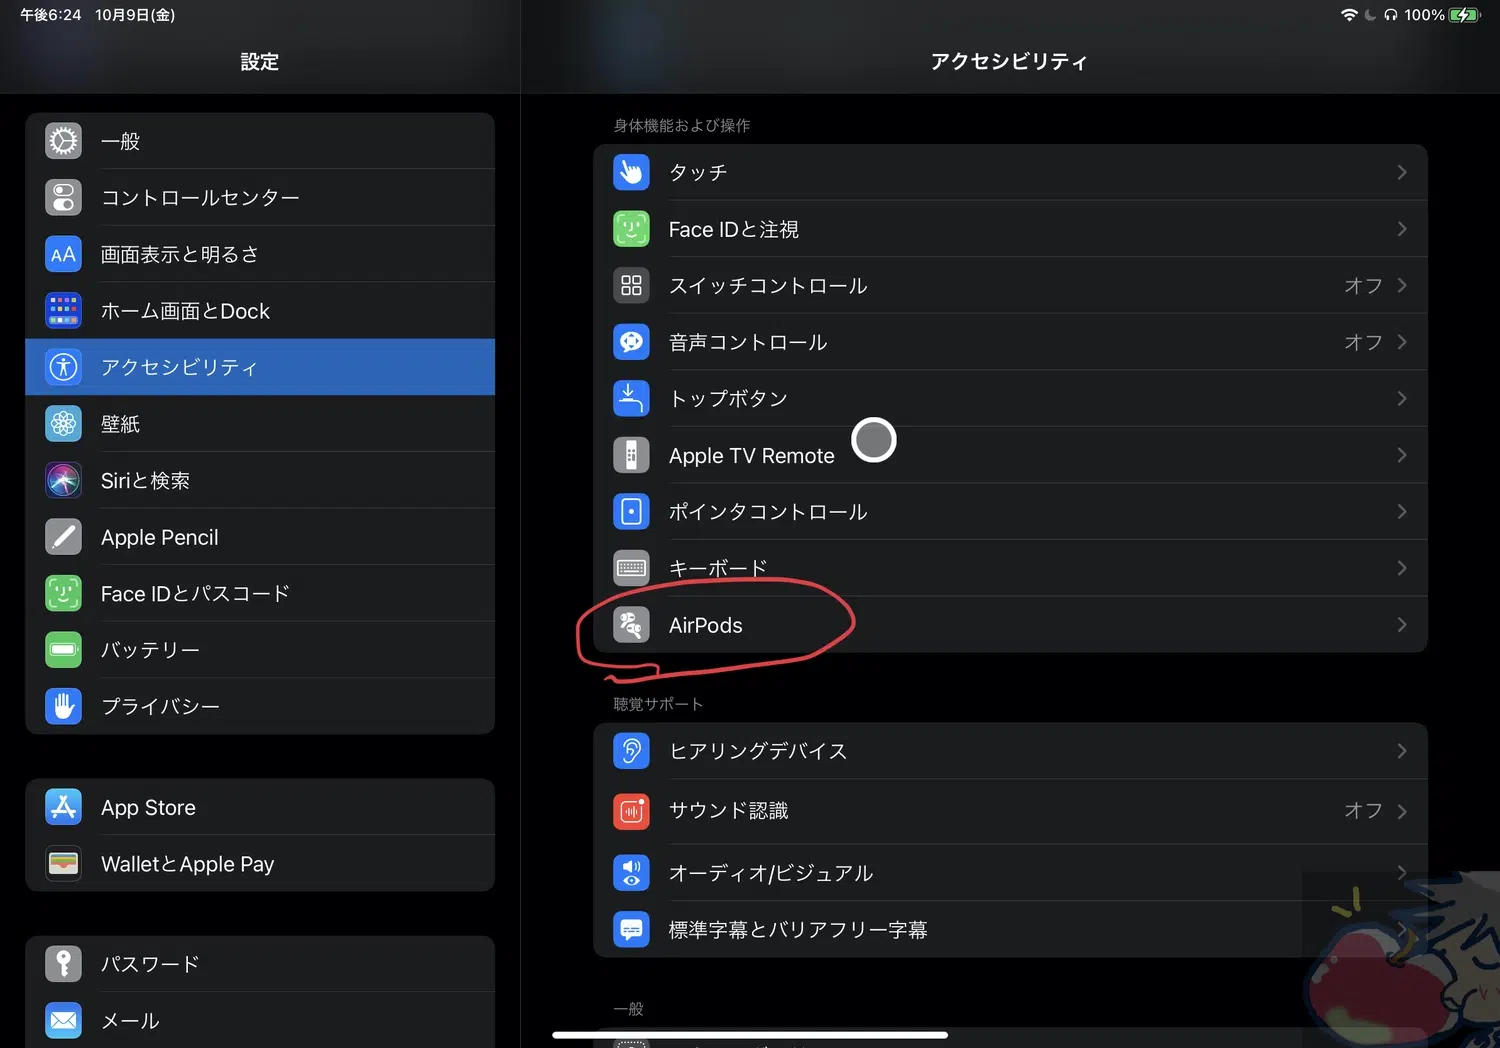 午後6:24 10月9日(金)
100%
設定
一般
コントロールセンター
画面表示と明るさ
ホーム画面とDock
アクセシビリティ
壁紙
Siriと検索
Apple Pencil
Face IDとパスコード
バッテリー
プライバシー
App Store
WalletとApple Pay
パスワード
メール
アクセシビリティ
身体機能および操作
タッチ
Face IDと注視
スイッチコントロール オフ
音声コントロール オフ
トップボタン
Apple TV Remote
ポインタコントロール
キーボード
AirPods
聴覚サポート
ヒアリングデバイス
サウンド認識 オフ
オーディオ/ビジュアル
標準字幕とバリアフリー字幕
一般